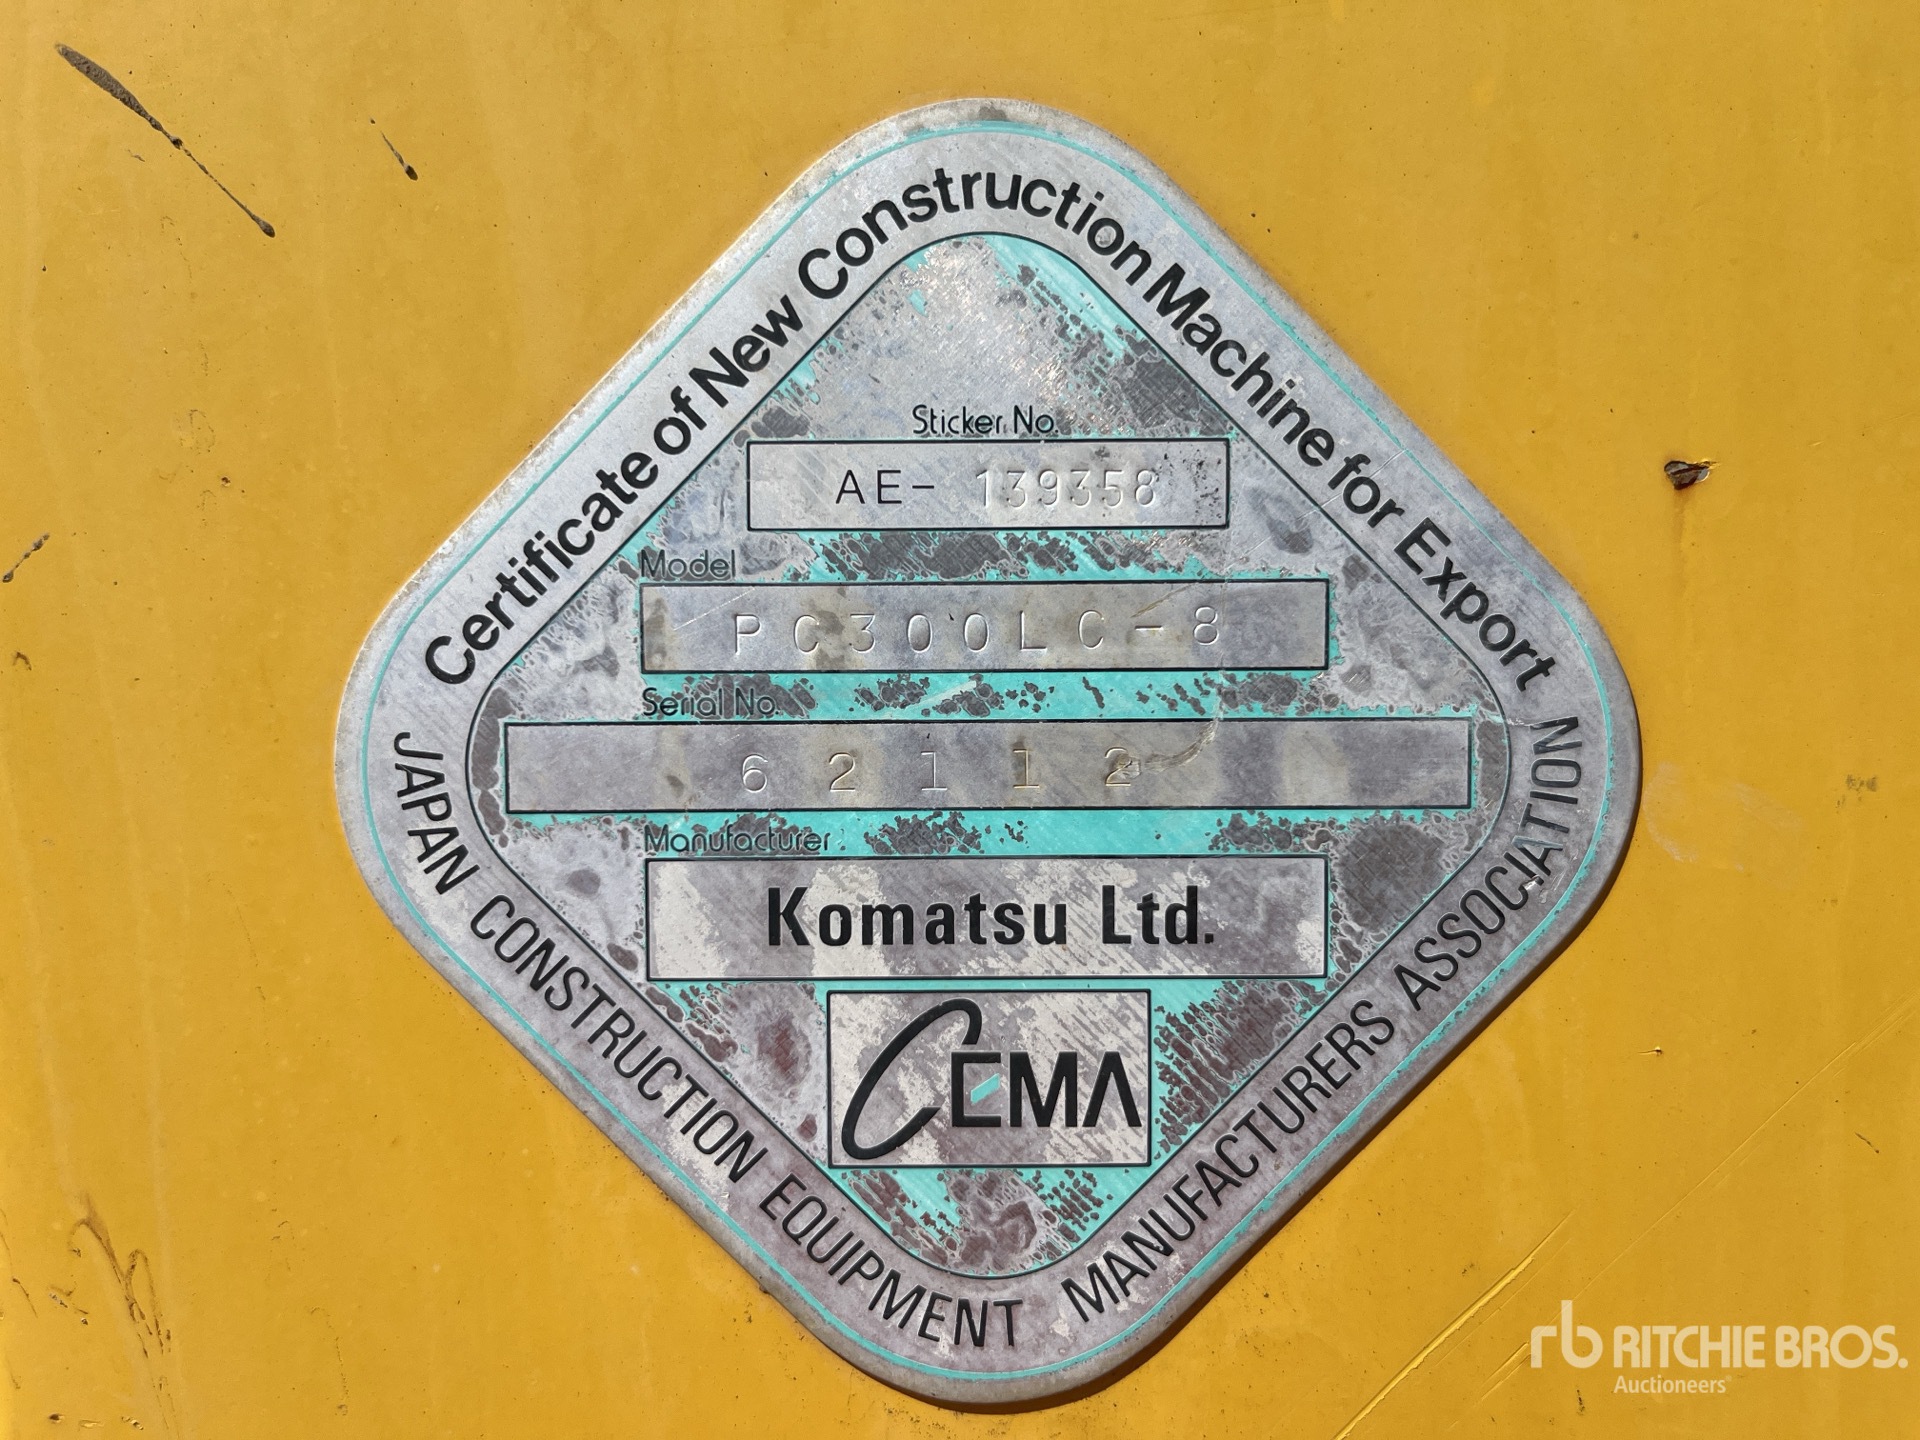 Certificate of New Construction Machine for Export
Sticker No.
AE- 139358
Model
PC300LC-8
Serial No.
62112
Manufacturer
Komatsu Ltd.
CEMA
JAPAN CONSTRUCTION EQUIPMENT MANUFACTURERS ASSOCIATION
rb RITCHIE BROS.
Auctioneers